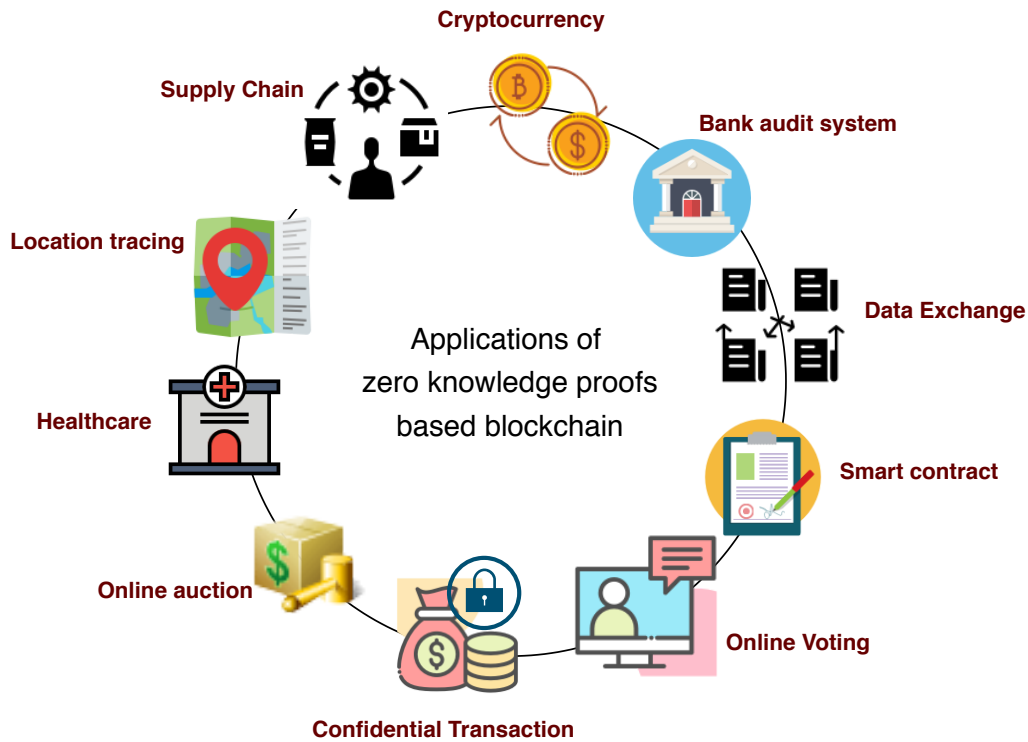 Cryptocurrency
Supply Chain
Bank audit system
Location tracing
Data Exchange
Applications of
zero knowledge proofs
based blockchain
Healthcare
Smart contract
Online auction
Online Voting
Confidential Transaction